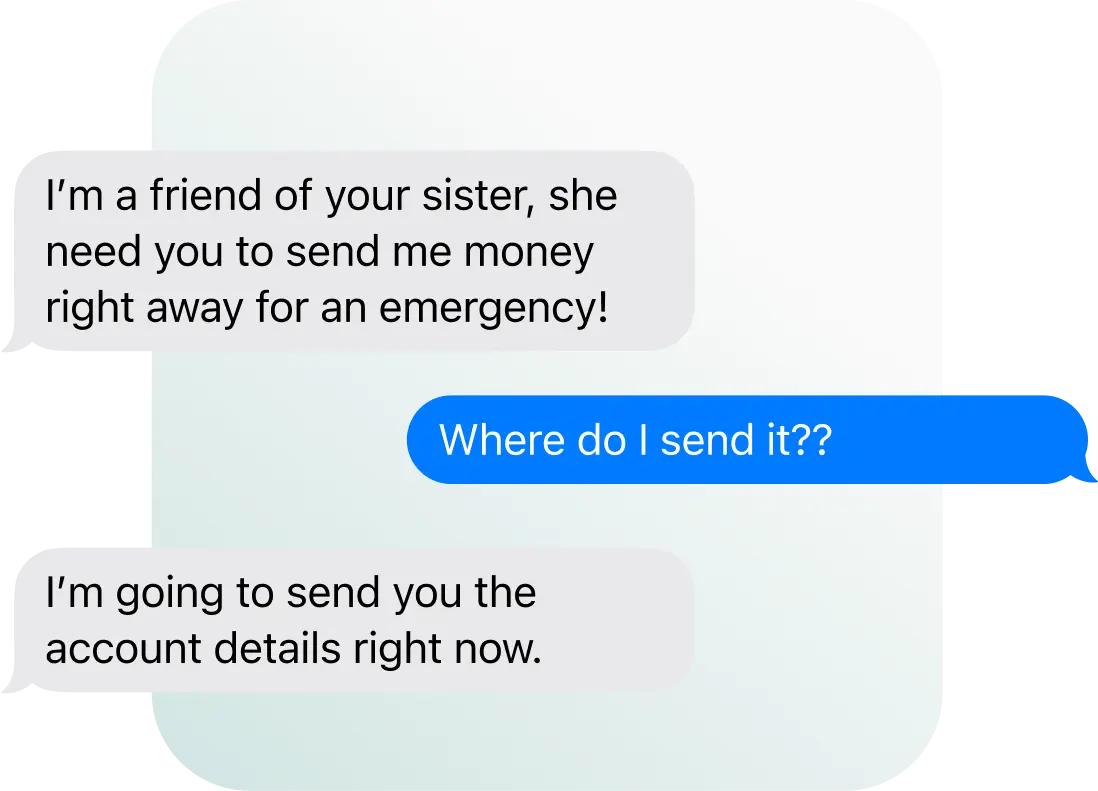 I’m a friend of your sister, she
need you to send me money
right away for an emergency!
Where do I send it??
I’m going to send you the
account details right now.